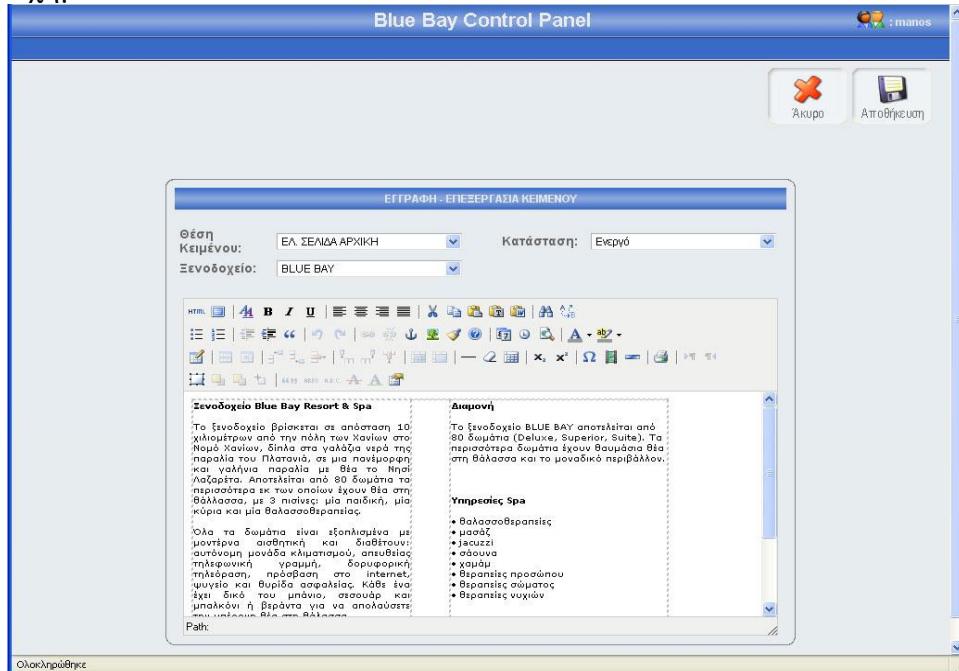 Blue Bay Control Panel
: manos
Άκυρο
Αποθήκευση
ΕΓΓΡΑΦΗ - ΕΠΕΞΕΡΓΑΣΙΑ ΚΕΙΜΕΝΟΥ
Θέση
Κειμένου:
ΕΛ. ΣΕΛΙΔΑ ΑΡΧΙΚΗ
Κατάσταση:
Ενεργό
Ξενοδοχείο:
BLUE BAY
HTML
Ξενοδοχείο Blue Bay Resort & Spa
Το ξενοδοχείο βρίσκεται σε απόσταση 10
χιλιομέτρων από την πόλη των Χανίων στο
Νομό Χανίων, δίπλα στα γαλάζια νερά της
παραλία του Πλατανιά, σε μια πανέμορφη
και γαλήνια παραλία με θέα το Νησί
Λαζαρέτα. Αποτελείται από 80 δωμάτια τα
περισσότερα εκ των οποίων έχουν θέα στη
θάλλασσα, με 3 πισίνες: μία παιδική, μία
κύρια και μία θαλασσοθεραπείας.
Όλα τα δωμάτια είναι εξοπλισμένα με
μοντέρνα αισθητική και διαθέτουν:
αυτόνομη μονάδα κλιματισμού, απευθείας
τηλεφωνική γραμμή, δορυφορική
τηλεόραση, πρόσβαση στο internet,
ψυγείο και θυρίδα ασφαλείας. Κάθε ένα
έχει δικό του μπάνιο, σεσουάρ και
μπαλκόνι ή βεράντα για να απολαύσετε
Διαμονή
Το ξενοδοχείο BLUE BAY αποτελείται από
80 δωμάτια (Deluxe, Superior, Suite). Τα
περισσότερα δωμάτια έχουν θαυμάσια θέα
στη θάλασσα και το μοναδικό περιβάλλον.
Υπηρεσίες Spa
• θαλασσοθεραπείες
• μασάζ
• jacuzzi
• σάουνα
• χαμάμ
• θεραπείες προσώπου
• θεραπείες σώματος
• θεραπείες νυχιών
Path:
Ολοκληρώθηκε